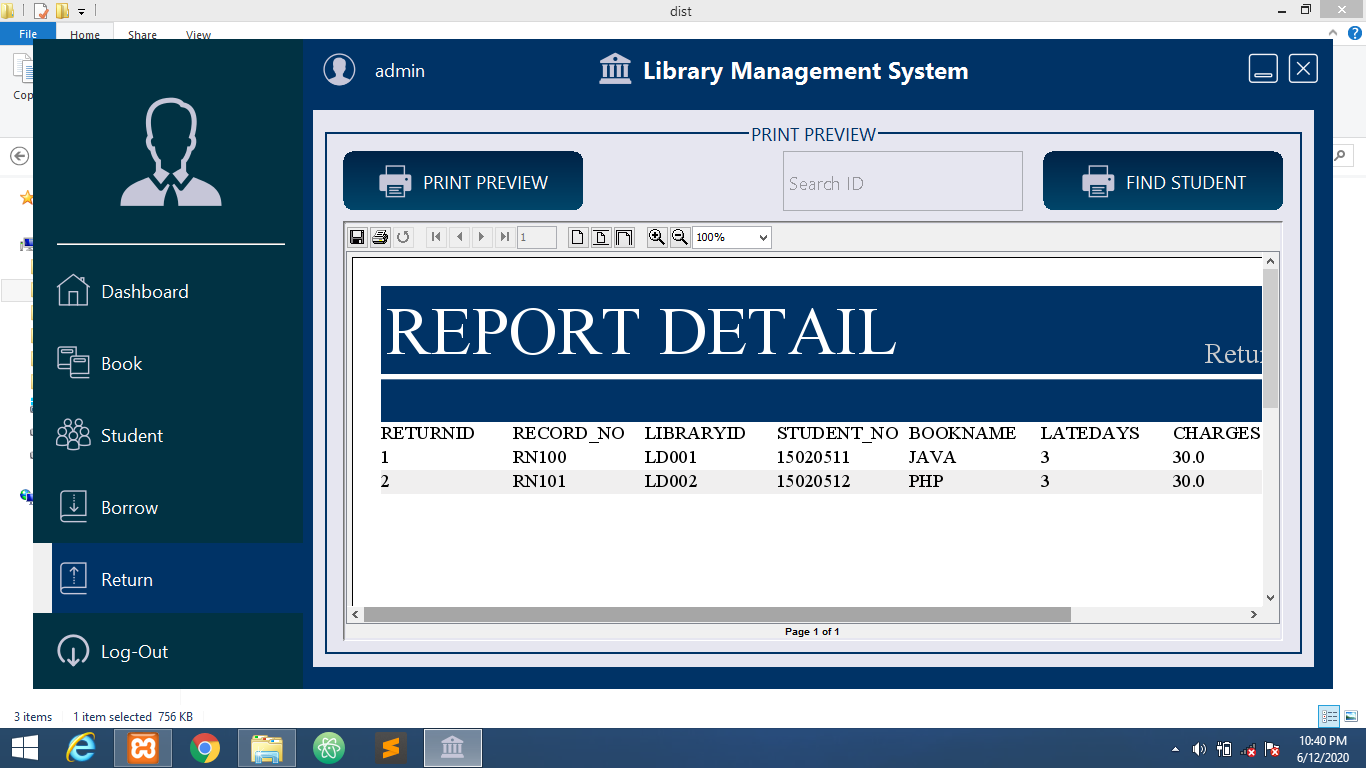 dist
File Home Share View
Cop
admin
Library Management System
PRINT PREVIEW
PRINT PREVIEW
Search ID
FIND STUDENT
1
100%
Dashboard
Book
Student
Borrow
Return
Log-Out
REPORT DETAIL
Retur
RETURNID RECORD_NO LIBRARYID STUDENT_NO BOOKNAME LATEDAYS CHARGES
1 RN100 LD001 15020511 JAVA 3 30.0
2 RN101 LD002 15020512 PHP 3 30.0
Page 1 of 1
3 items 1 item selected 756 KB
10:40 PM
6/12/2020